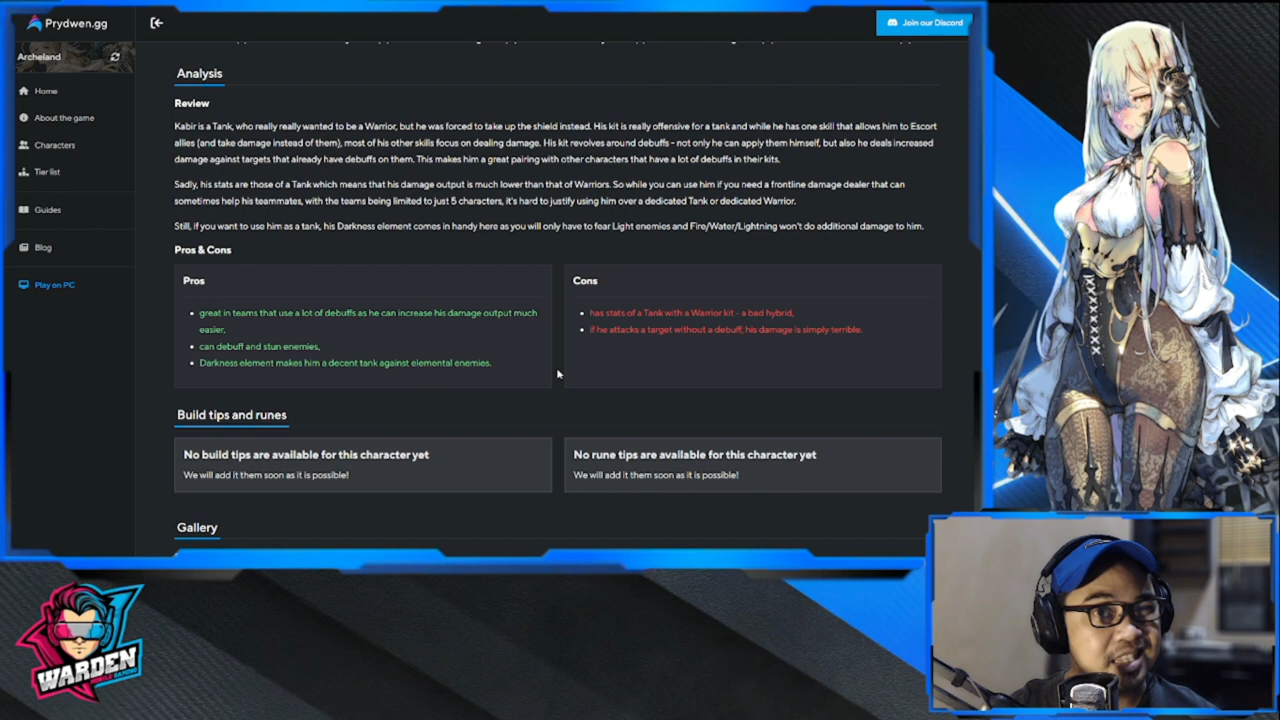 Prydwen.gg
Join our Discord
Archeland
Home
About the game
Characters
Tier list
Guides
Blog
Play on PC
Analysis
Review
Kabir is a Tank, who really really wanted to be a Warrior, but he was forced to take up the shield instead. His kit is really offensive for a tank and while he has one skill that allows him to Escort
allies (and take damage instead of them), most of his other skills focus on dealing damage. His kit revolves around debuffs - not only he can apply them himself, but also he deals increased
damage against targets that already have debuffs on them. This makes him a great pairing with other characters that have a lot of debuffs in their kits.
Sadly, his stats are those of a Tank which means that his damage output is much lower than that of Warriors. So while you can use him if you need a frontline damage dealer that can
sometimes help his teammates, with the teams being limited to just 5 characters, it's hard to justify using him over a dedicated Tank or dedicated Warrior.
Still, if you want to use him as a tank, his Darkness element comes in handy here as you will only have to fear Light enemies and Fire/Water/Lightning won't do additional damage to him.
Pros & Cons
Pros
great in teams that use a lot of debuffs as he can increase his damage output much
easier,
can debuff and stun enemies,
Darkness element makes him a decent tank against elemental enemies.
Cons
has stats of a Tank with a Warrior kit - a bad hybrid,
if he attacks a target without a debuff, his damage is simply terrible.
Build tips and runes
No build tips are available for this character yet
We will add them soon as it is possible!
No rune tips are available for this character yet
We will add them soon as it is possible!
Gallery
WARDEN
MOBILE GAMING